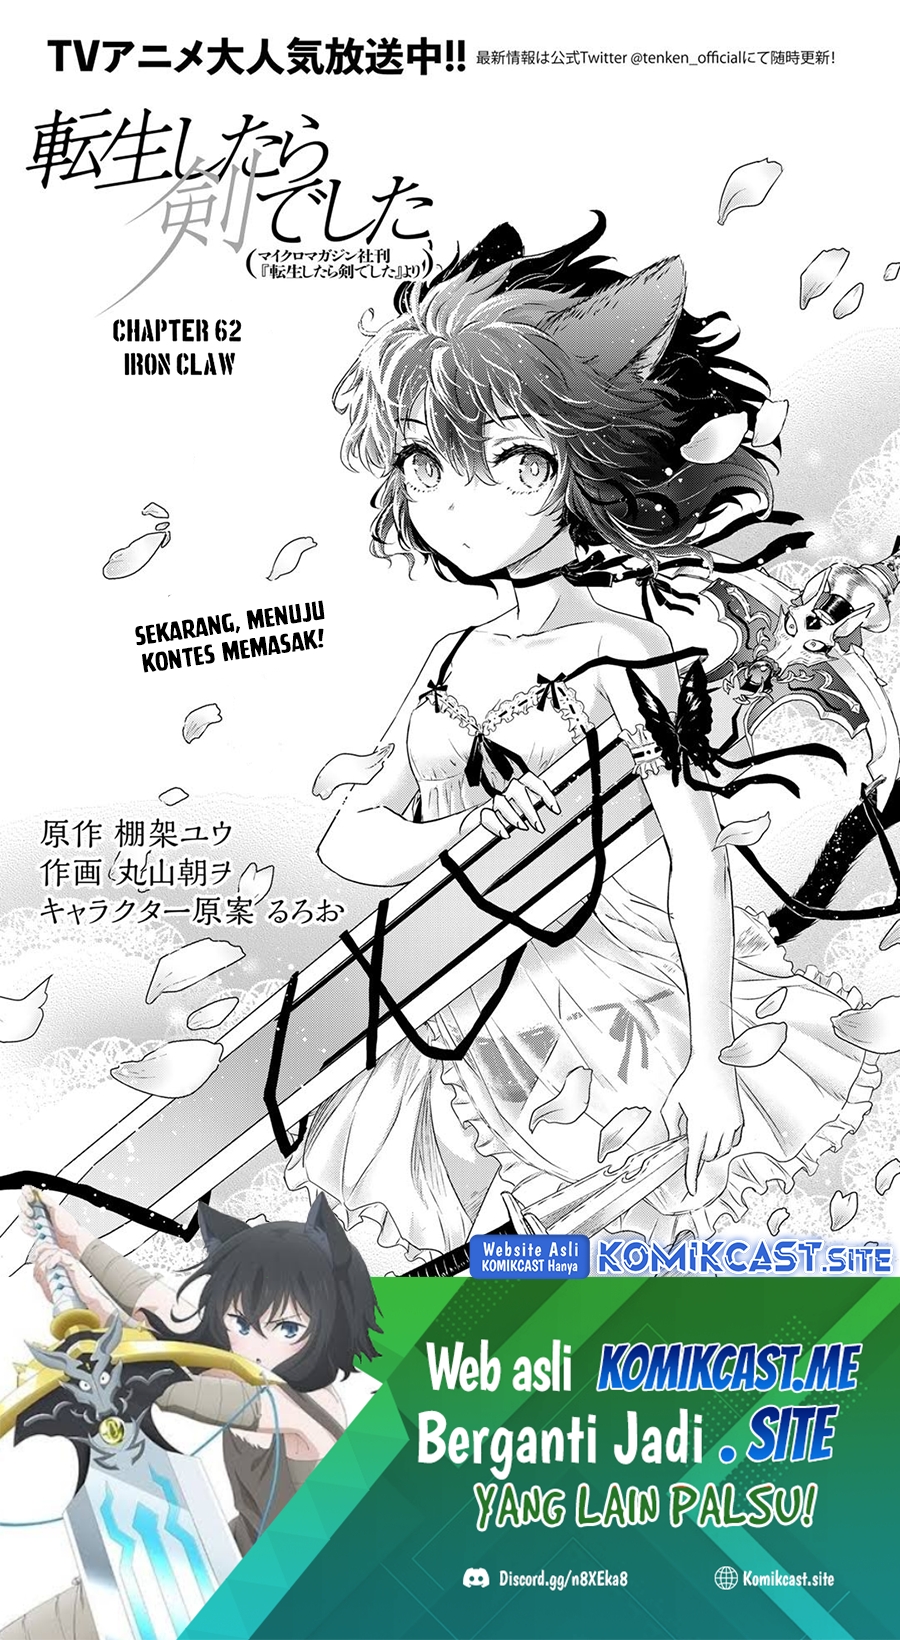 TVアニメ大人気放送中!! 最新情報は公式Twitter @tenken_officialにて随時更新!
転生したら
剣でした
(マイクロマガジン社刊
『転生したら剣でした』より)
CHAPTER 62
IRON CLAW
SEKARANG, MENUJU
KONTES MEMASAK!
原作 棚架ユウ
作画 丸山朝ヲ
キャラクター原案 るろお
Website Asli
KOMIKCAST Hanya
KOMIKCAST.SITE
Web asli KOMIKCAST.ME
Berganti Jadi .SITE
YANG LAIN PALSU!
Discord.gg/n8XEka8
Komikcast.site